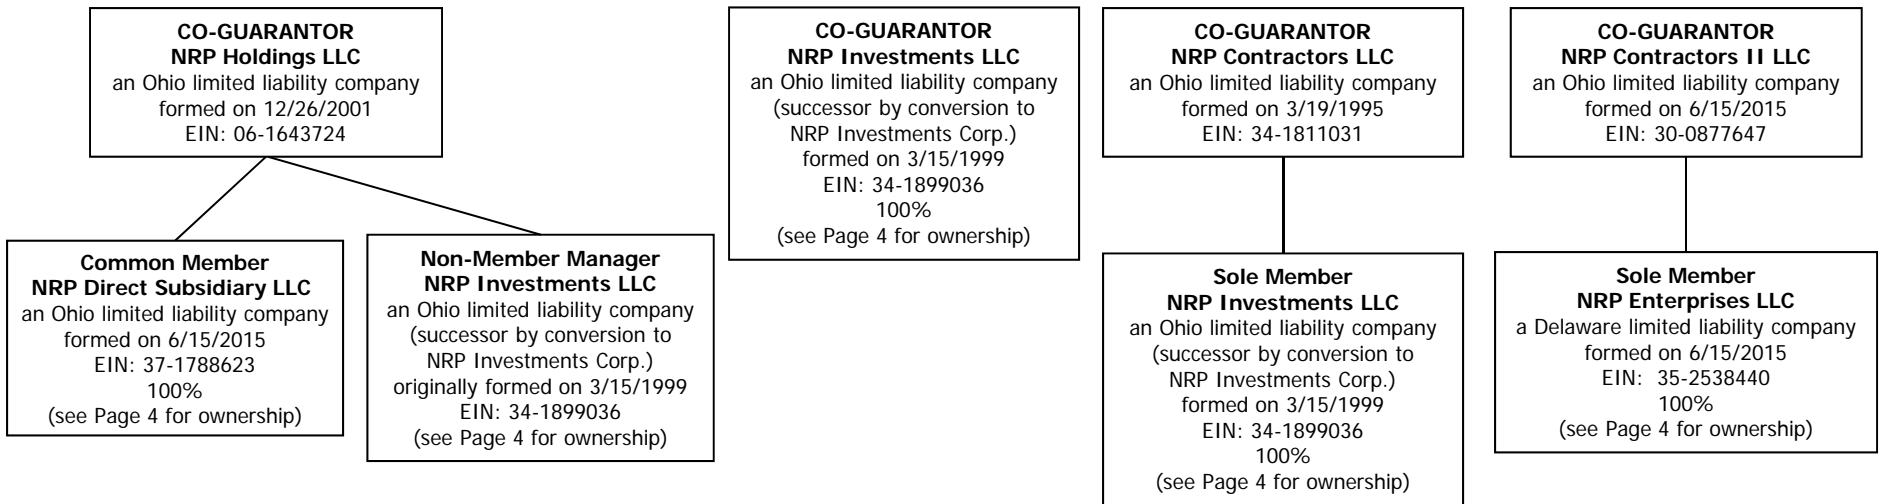 CO-GUARANTOR
NRP Holdings LLC
an Ohio limited liability company
formed on 12/26/2001
EIN: 06-1643724
CO-GUARANTOR
NRP Investments LLC
an Ohio limited liability company
(successor by conversion to
NRP Investments Corp.)
formed on 3/15/1999
EIN: 34-1899036
100%
(see Page 4 for ownership)
CO-GUARANTOR
NRP Contractors LLC
an Ohio limited liability company
formed on 3/19/1995
EIN: 34-1811031
CO-GUARANTOR
NRP Contractors II LLC
an Ohio limited liability company
formed on 6/15/2015
EIN: 30-0877647
Common Member
NRP Direct Subsidiary LLC
an Ohio limited liability company
formed on 6/15/2015
EIN: 37-1788623
100%
(see Page 4 for ownership)
Non-Member Manager
NRP Investments LLC
an Ohio limited liability company
(successor by conversion to
NRP Investments Corp.)
originally formed on 3/15/1999
EIN: 34-1899036
(see Page 4 for ownership)
Sole Member
NRP Investments LLC
an Ohio limited liability company
(successor by conversion to
NRP Investments Corp.)
formed on 3/15/1999
EIN: 34-1899036
100%
(see Page 4 for ownership)
Sole Member
NRP Enterprises LLC
a Delaware limited liability company
formed on 6/15/2015
EIN: 35-2538440
100%
(see Page 4 for ownership)